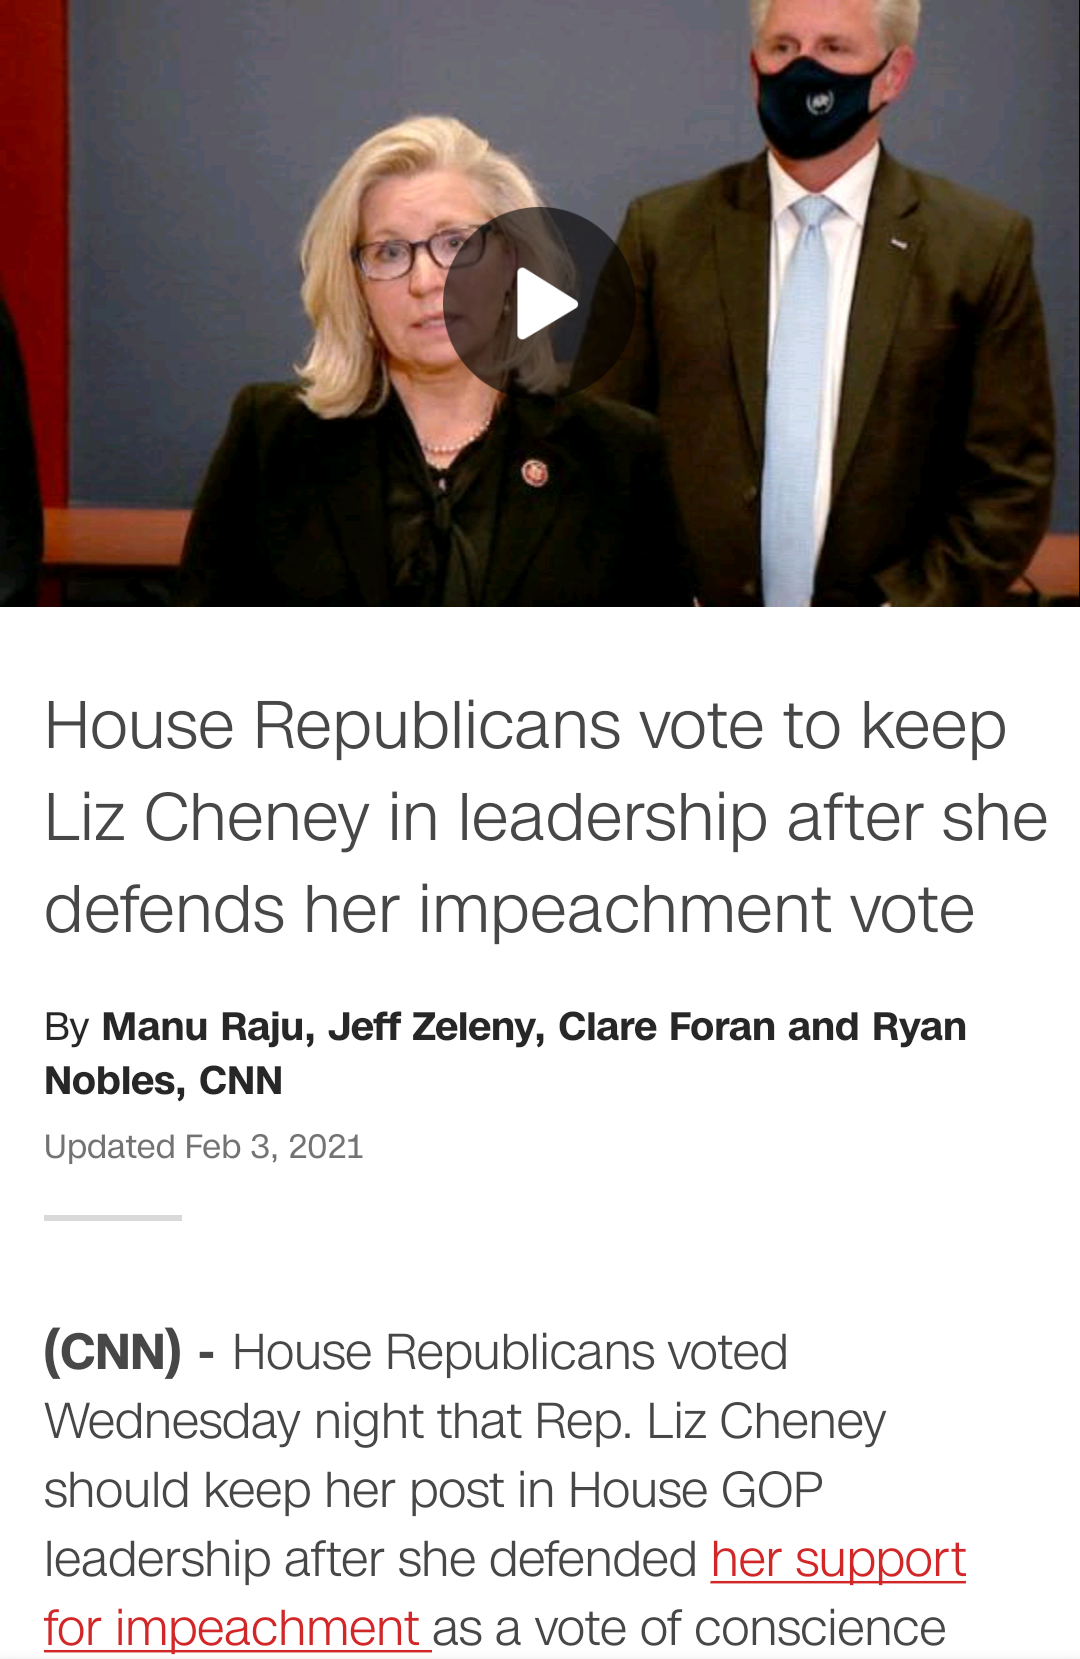 House Republicans vote to keep
Liz Cheney in leadership after she
defends her impeachment vote
By Manu Raju, Jeff Zeleny, Clare Foran and Ryan
Nobles, CNN
Updated Feb 3, 2021
(CNN) - House Republicans voted
Wednesday night that Rep. Liz Cheney
should keep her post in House GOP
leadership after she defended her support
for impeachment as a vote of conscience